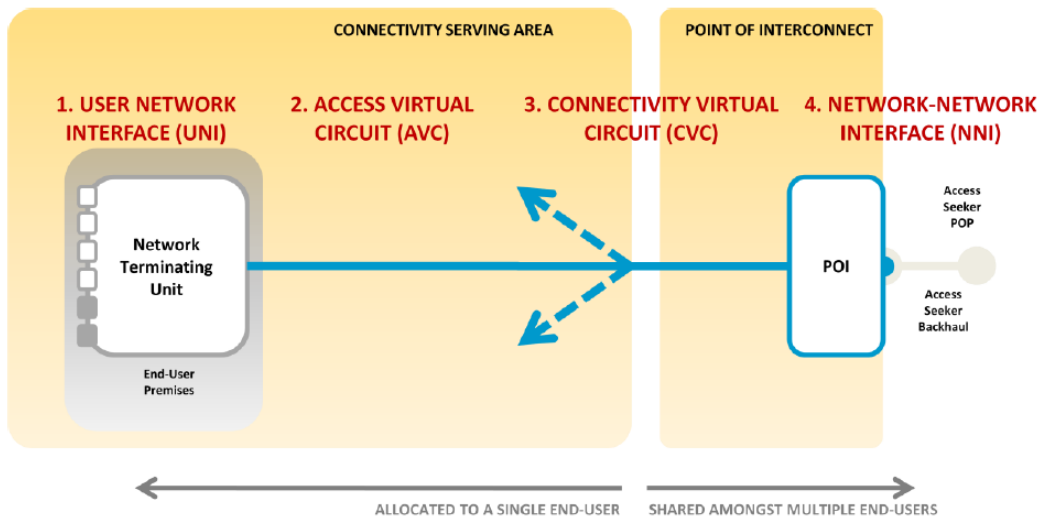 CONNECTIVITY SERVING AREA
POINT OF INTERCONNECT
1. USER NETWORK
INTERFACE (UNI)
2. ACCESS VIRTUAL
CIRCUIT (AVC)
3. CONNECTIVITY VIRTUAL
CIRCUIT (CVC)
4. NETWORK-NETWORK
INTERFACE (NNI)
Network
Terminating
Unit
End-User
Premises
POI
Access
Seeker
POP
Access
Seeker
Backhaul
ALLOCATED TO A SINGLE END-USER
SHARED AMONGST MULTIPLE END-USERS